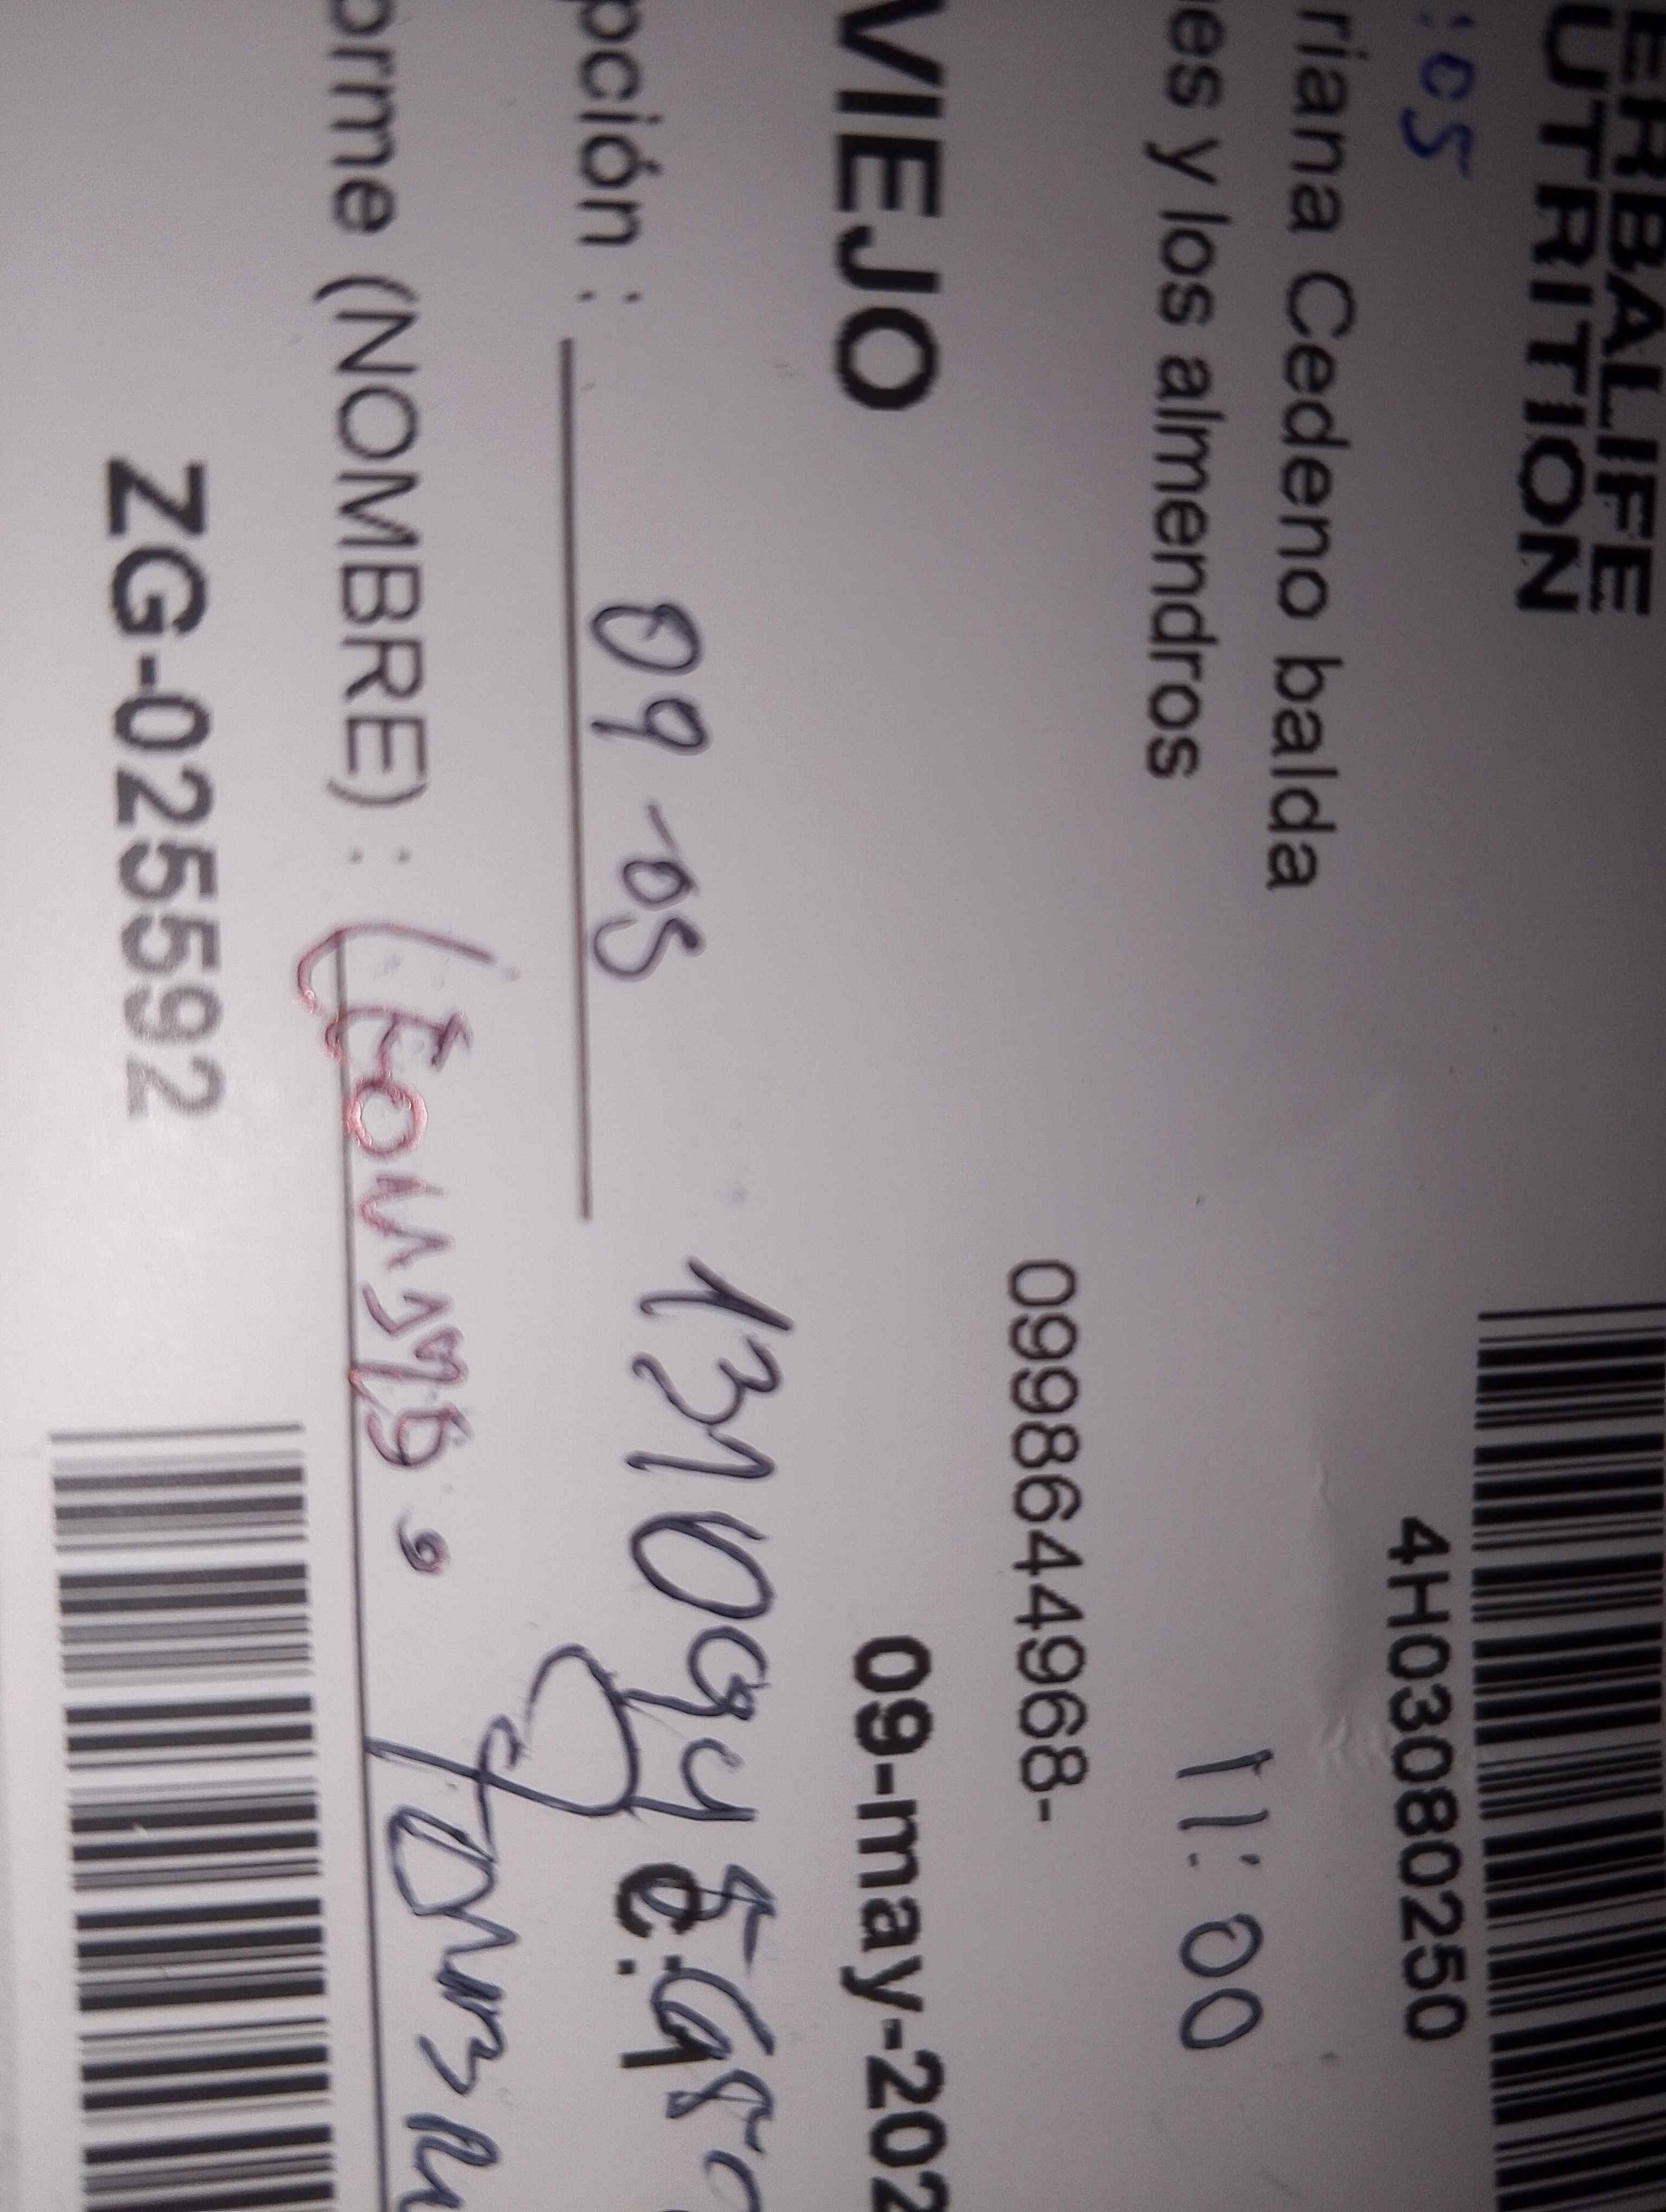 ERBALIFE
UTRITION
:05
4H03080250
riana Cedeno balda
11:00
es y los almendros
0998644968-
VIEJO
09-may-202
pción :
09-05
C.
orme (NOMBRE) :
ZG-025592